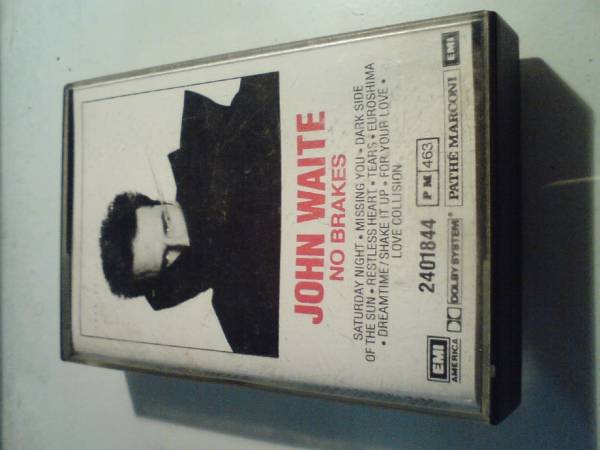 JOHN WAITE
NO BRAKES
SATURDAY NIGHT • MISSING YOU • DARK SIDE
OF THE SUN • RESTLESS HEART • TEARS • EUROSHIMA
• DREAMTIME/SHAKE IT UP • FOR YOUR LOVE •
LOVE COLLISION
2401844 PM 463
EMI AMERICA DOLBY SYSTEM® PATHÉ MARCONI EMI